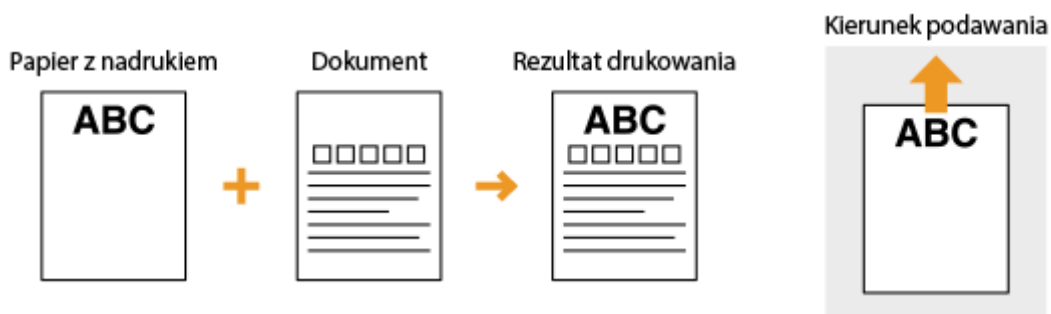 Kierunek podawania
Papier z nadrukiem
Dokument
Rezultat drukowania
ABC
ABC
ABC